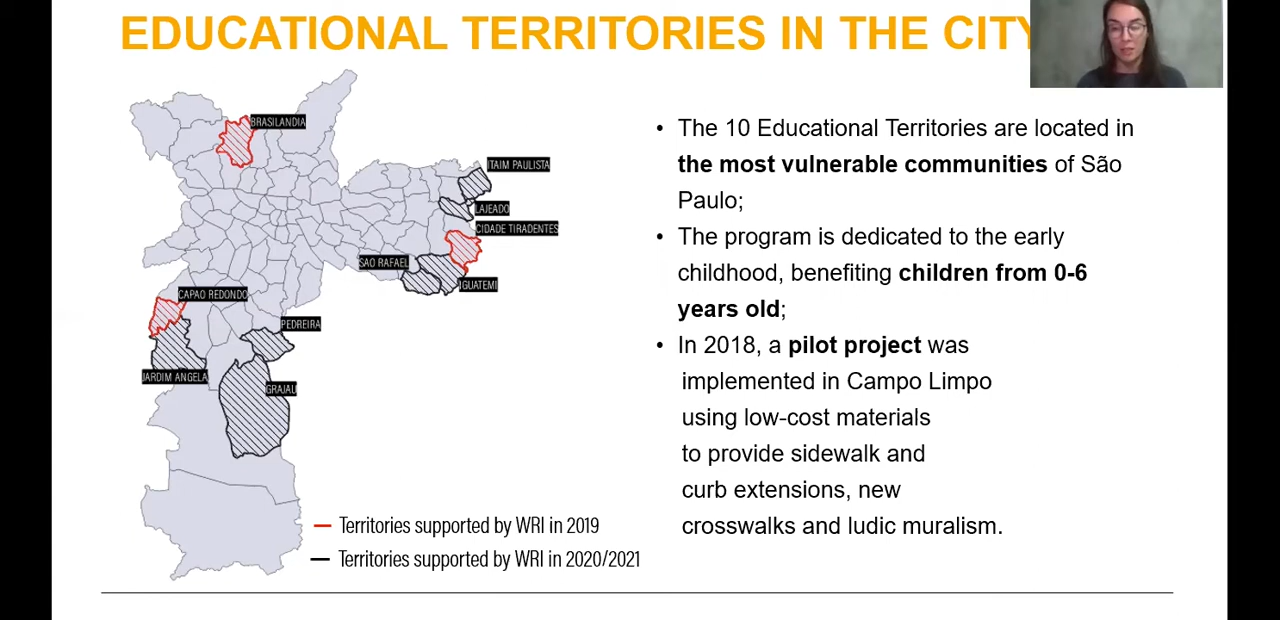 EDUCATIONAL TERRITORIES IN THE CITY
BRASILANDIA
ITAIM PAULISTA
LAJEADO
CIDADE TIRADENTES
SAO RAFAEL
IGUATEMI
CAPAO REDONDO
PEDREIRA
JARDIM ANGELA
GRAJAU
Territories supported by WRI in 2019
Territories supported by WRI in 2020/2021
• The 10 Educational Territories are located in
the most vulnerable communities of São
Paulo;
• The program is dedicated to the early
childhood, benefiting children from 0-6
years old;
• In 2018, a pilot project was
implemented in Campo Limpo
using low-cost materials
to provide sidewalk and
curb extensions, new
crosswalks and ludic muralism.